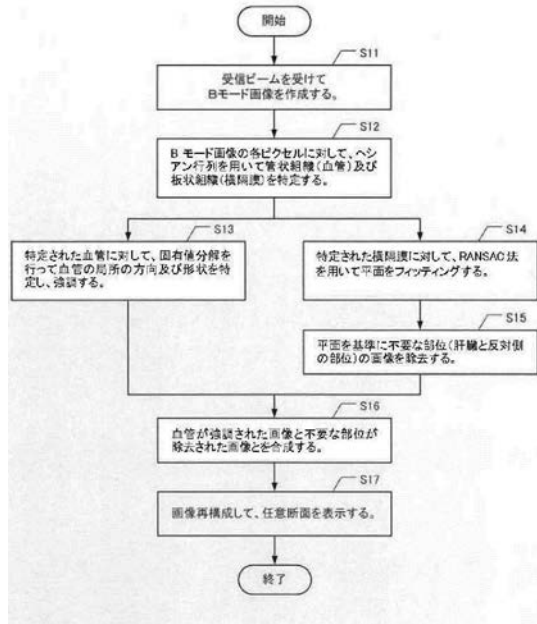 開始
S11
受信ビームを受けて
Bモード画像を作成する。
S12
Bモード画像の各ピクセルに対して、ヘシ
アン行列を用いて管状組織(血管)及び
板状組織(横隔膜)を特定する。
S13
特定された血管に対して、固有値分解を
行って血管の局所の方向及び形状を特
定し、強調する。
S14
特定された横隔膜に対して、RANSAC法
を用いて平面をフィッティングする。
S15
平面を基準に不要な部位(肝臓と反対側
の部位)の画像を除去する。
S16
血管が強調された画像と不要な部位が
除去された画像とを合成する。
S17
画像再構成して、任意断面を表示する。
終了